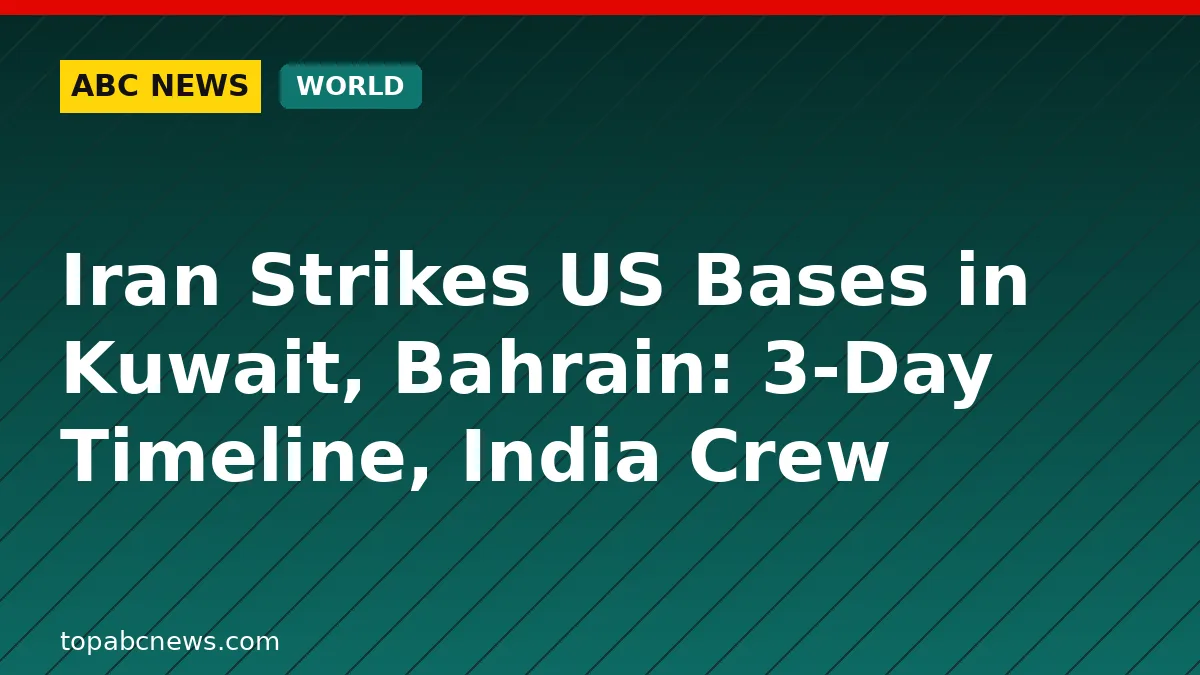 ABC NEWS
WORLD
Iran Strikes US Bases in
Kuwait, Bahrain: 3-Day
Timeline, India Crew
topabcnews.com